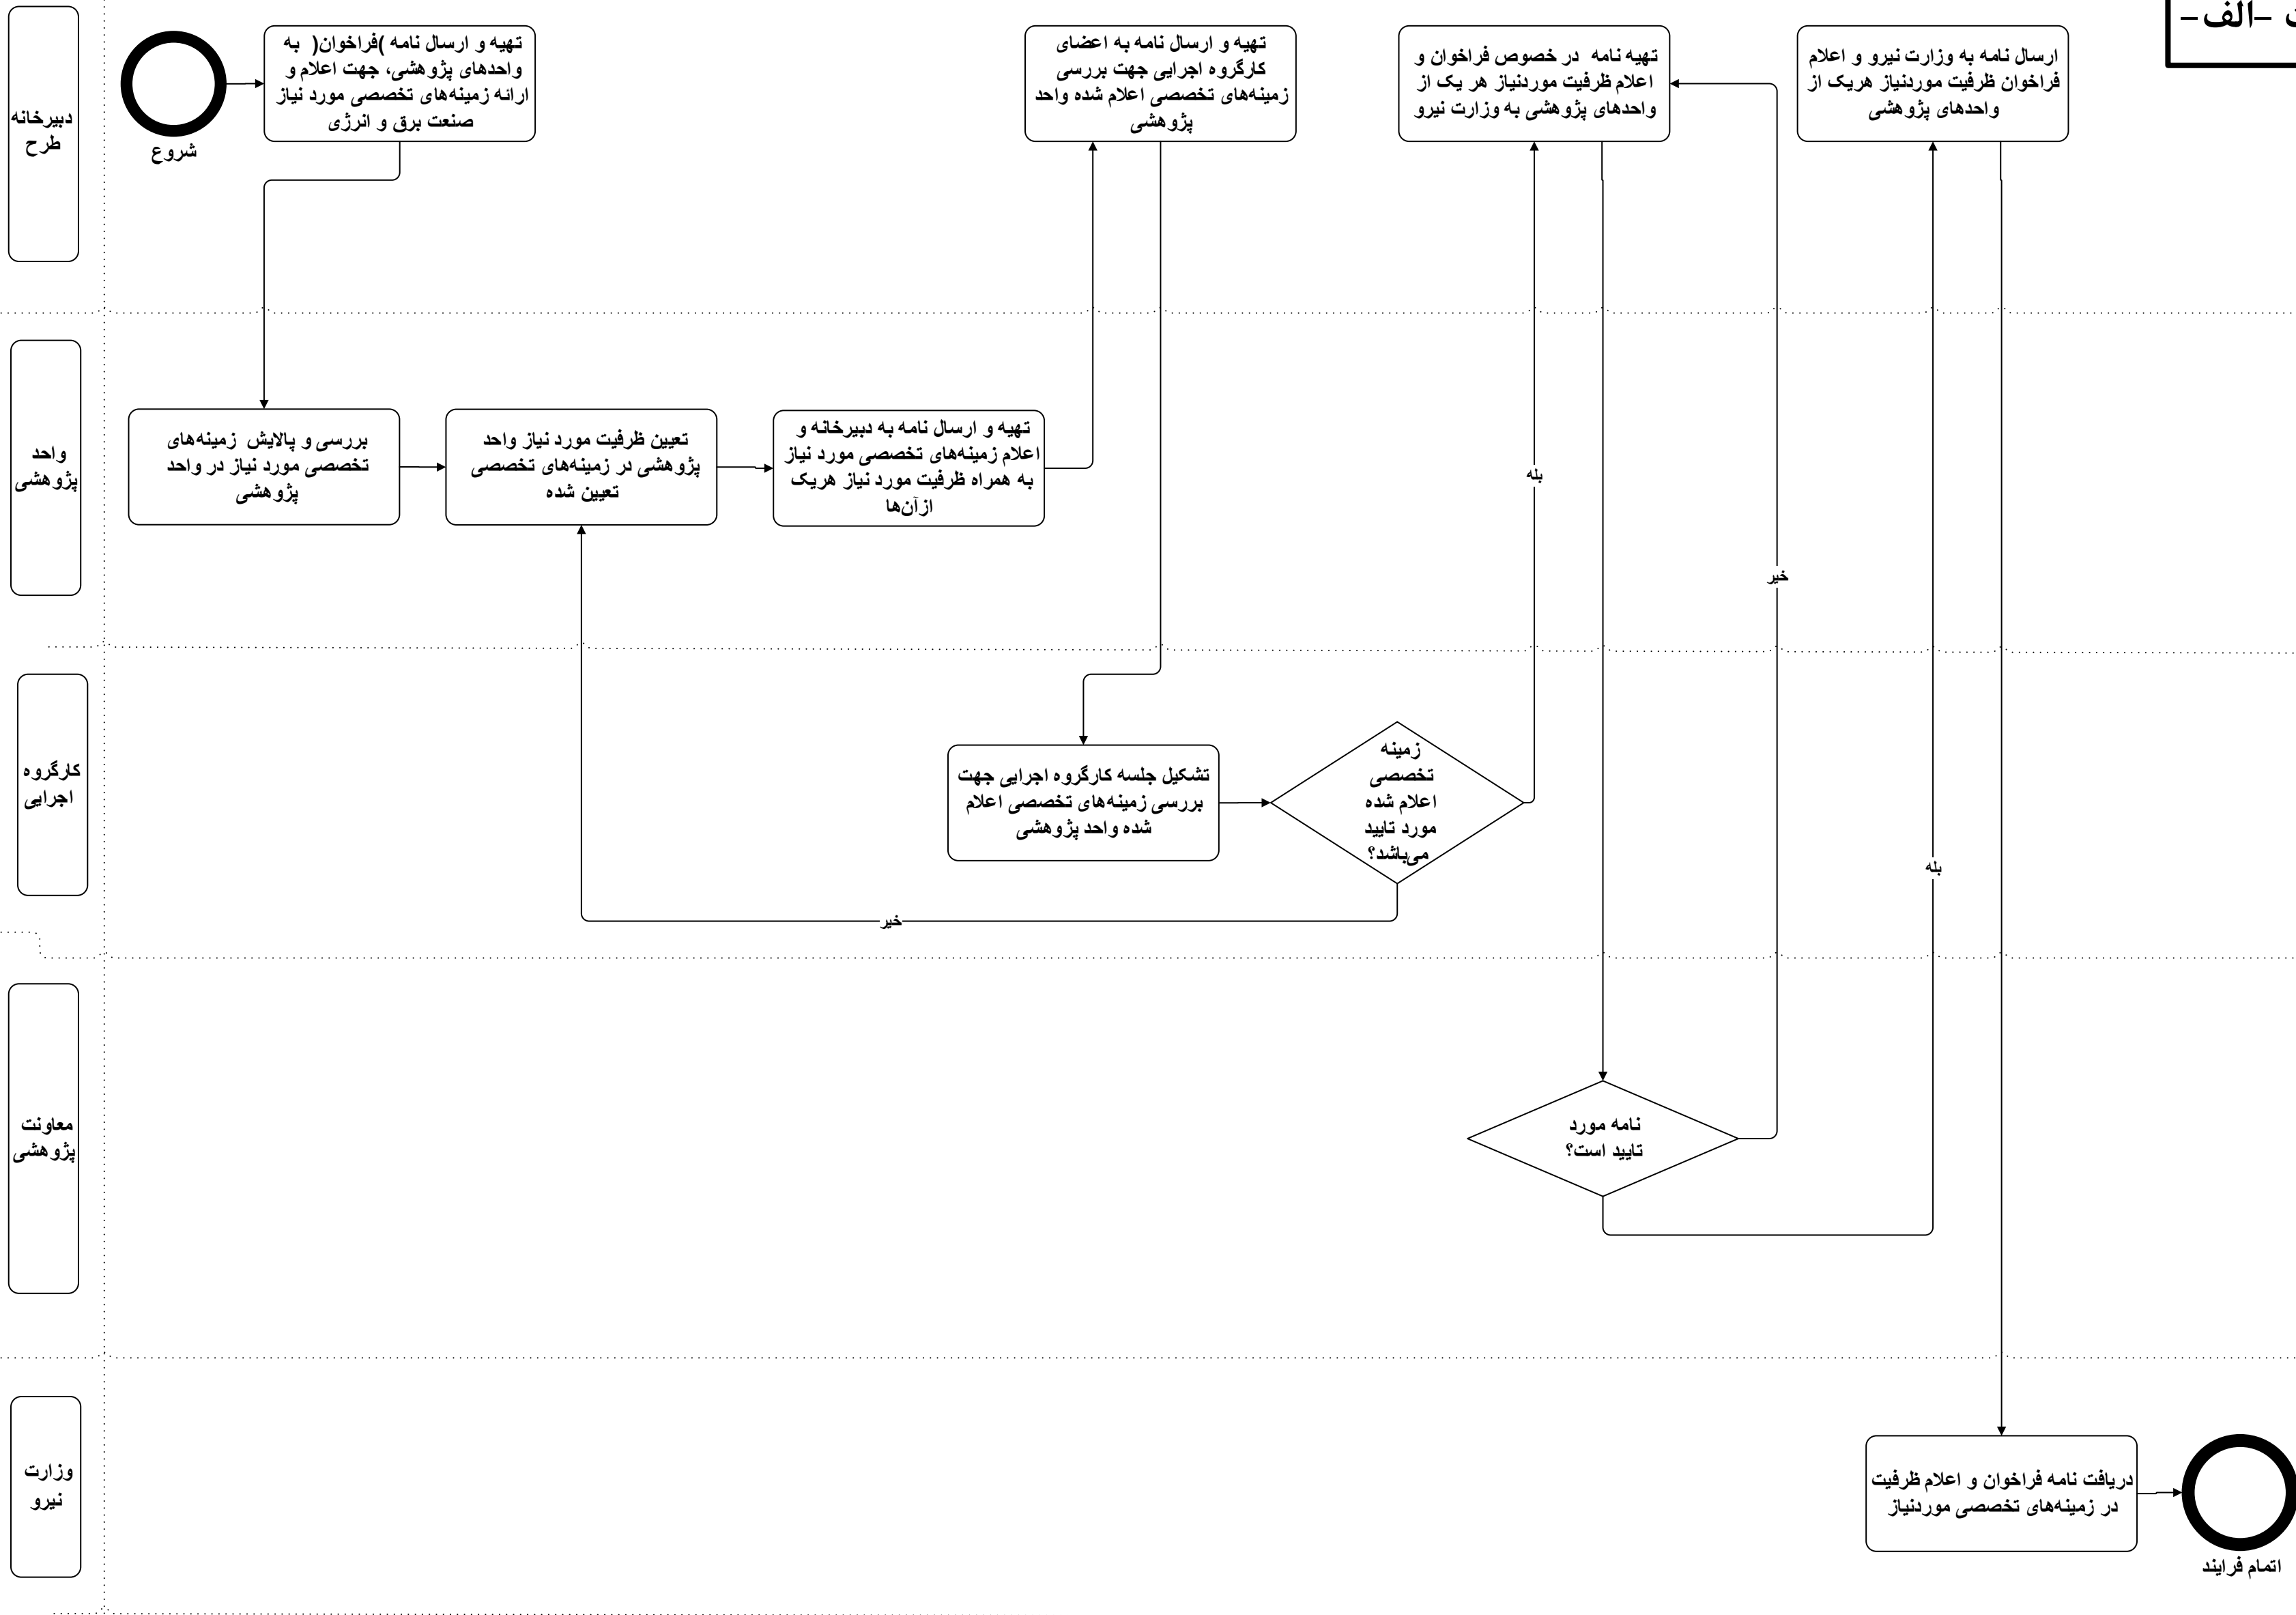 –الف–
دبیرخانه
طرح
شروع
تهیه و ارسال نامه )فراخوان( به
واحدهای پژوهشی، جهت اعلام و
ارائه زمینه‌های تخصصی مورد نیاز
صنعت برق و انرژی
تهیه و ارسال نامه به اعضای
کارگروه اجرایی جهت بررسی
زمینه‌های تخصصی اعلام شده واحد
پژوهشی
تهیه نامه در خصوص فراخوان و
اعلام ظرفیت موردنیاز هر یک از
واحدهای پژوهشی به وزارت نیرو
ارسال نامه به وزارت نیرو و اعلام
فراخوان ظرفیت موردنیاز هریک از
واحدهای پژوهشی
واحد
پژوهشی
بررسی و پالایش زمینه‌های
تخصصی مورد نیاز در واحد
پژوهشی
تعیین ظرفیت مورد نیاز واحد
پژوهشی در زمینه‌های تخصصی
تعیین شده
تهیه و ارسال نامه به دبیرخانه و
اعلام زمینه‌های تخصصی مورد نیاز
به همراه ظرفیت مورد نیاز هریک
ازآن‌ها
بله
خیر
کارگروه
اجرایی
تشکیل جلسه کارگروه اجرایی جهت
بررسی زمینه‌های تخصصی اعلام
شده واحد پژوهشی
زمینه
تخصصی
اعلام شده
مورد تایید
می‌باشد؟
بله
خیر
معاونت
پژوهشی
نامه مورد
تایید است؟
وزارت
نیرو
دریافت نامه فراخوان و اعلام ظرفیت
در زمینه‌های تخصصی موردنیاز
اتمام فرایند